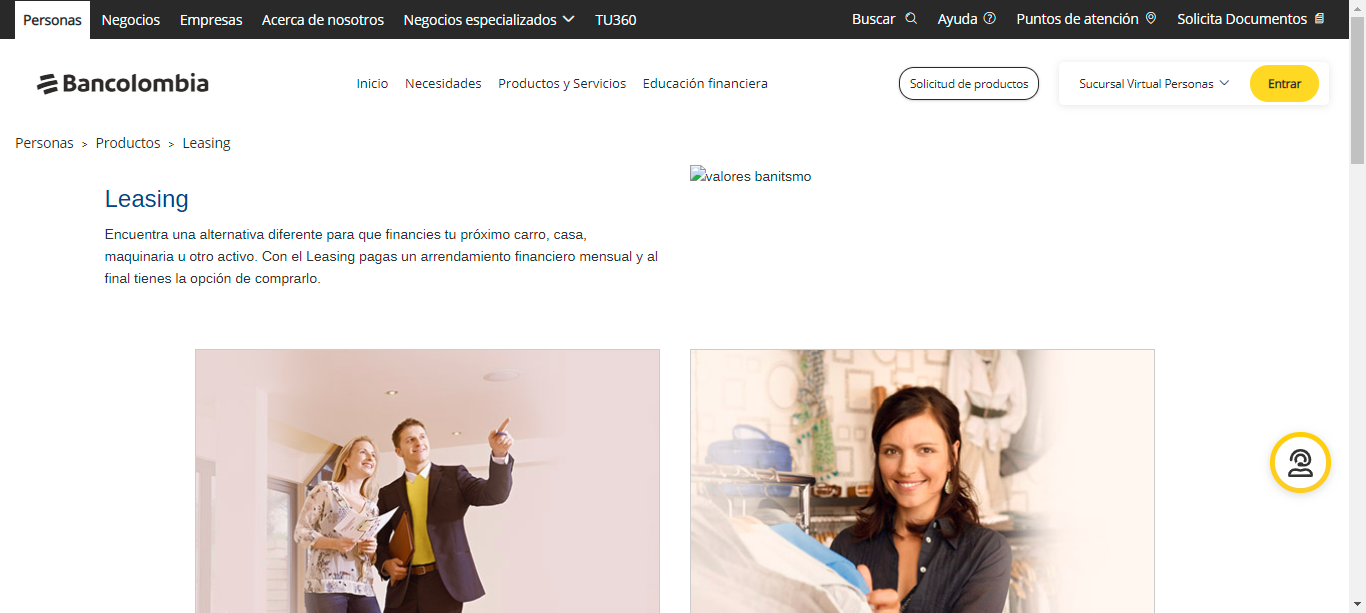 Personas Negocios Empresas Acerca de nosotros Negocios especializados TU360 Buscar Ayuda Puntos de atención Solicita Documentos
Bancolombia Inicio Necesidades Productos y Servicios Educación financiera Solicitud de productos Sucursal Virtual Personas Entrar
Personas > Productos > Leasing
valores banitsmo
Leasing
Encuentra una alternativa diferente para que financies tu próximo carro, casa,
maquinaria u otro activo. Con el Leasing pagas un arrendamiento financiero mensual y al
final tienes la opción de comprarlo.